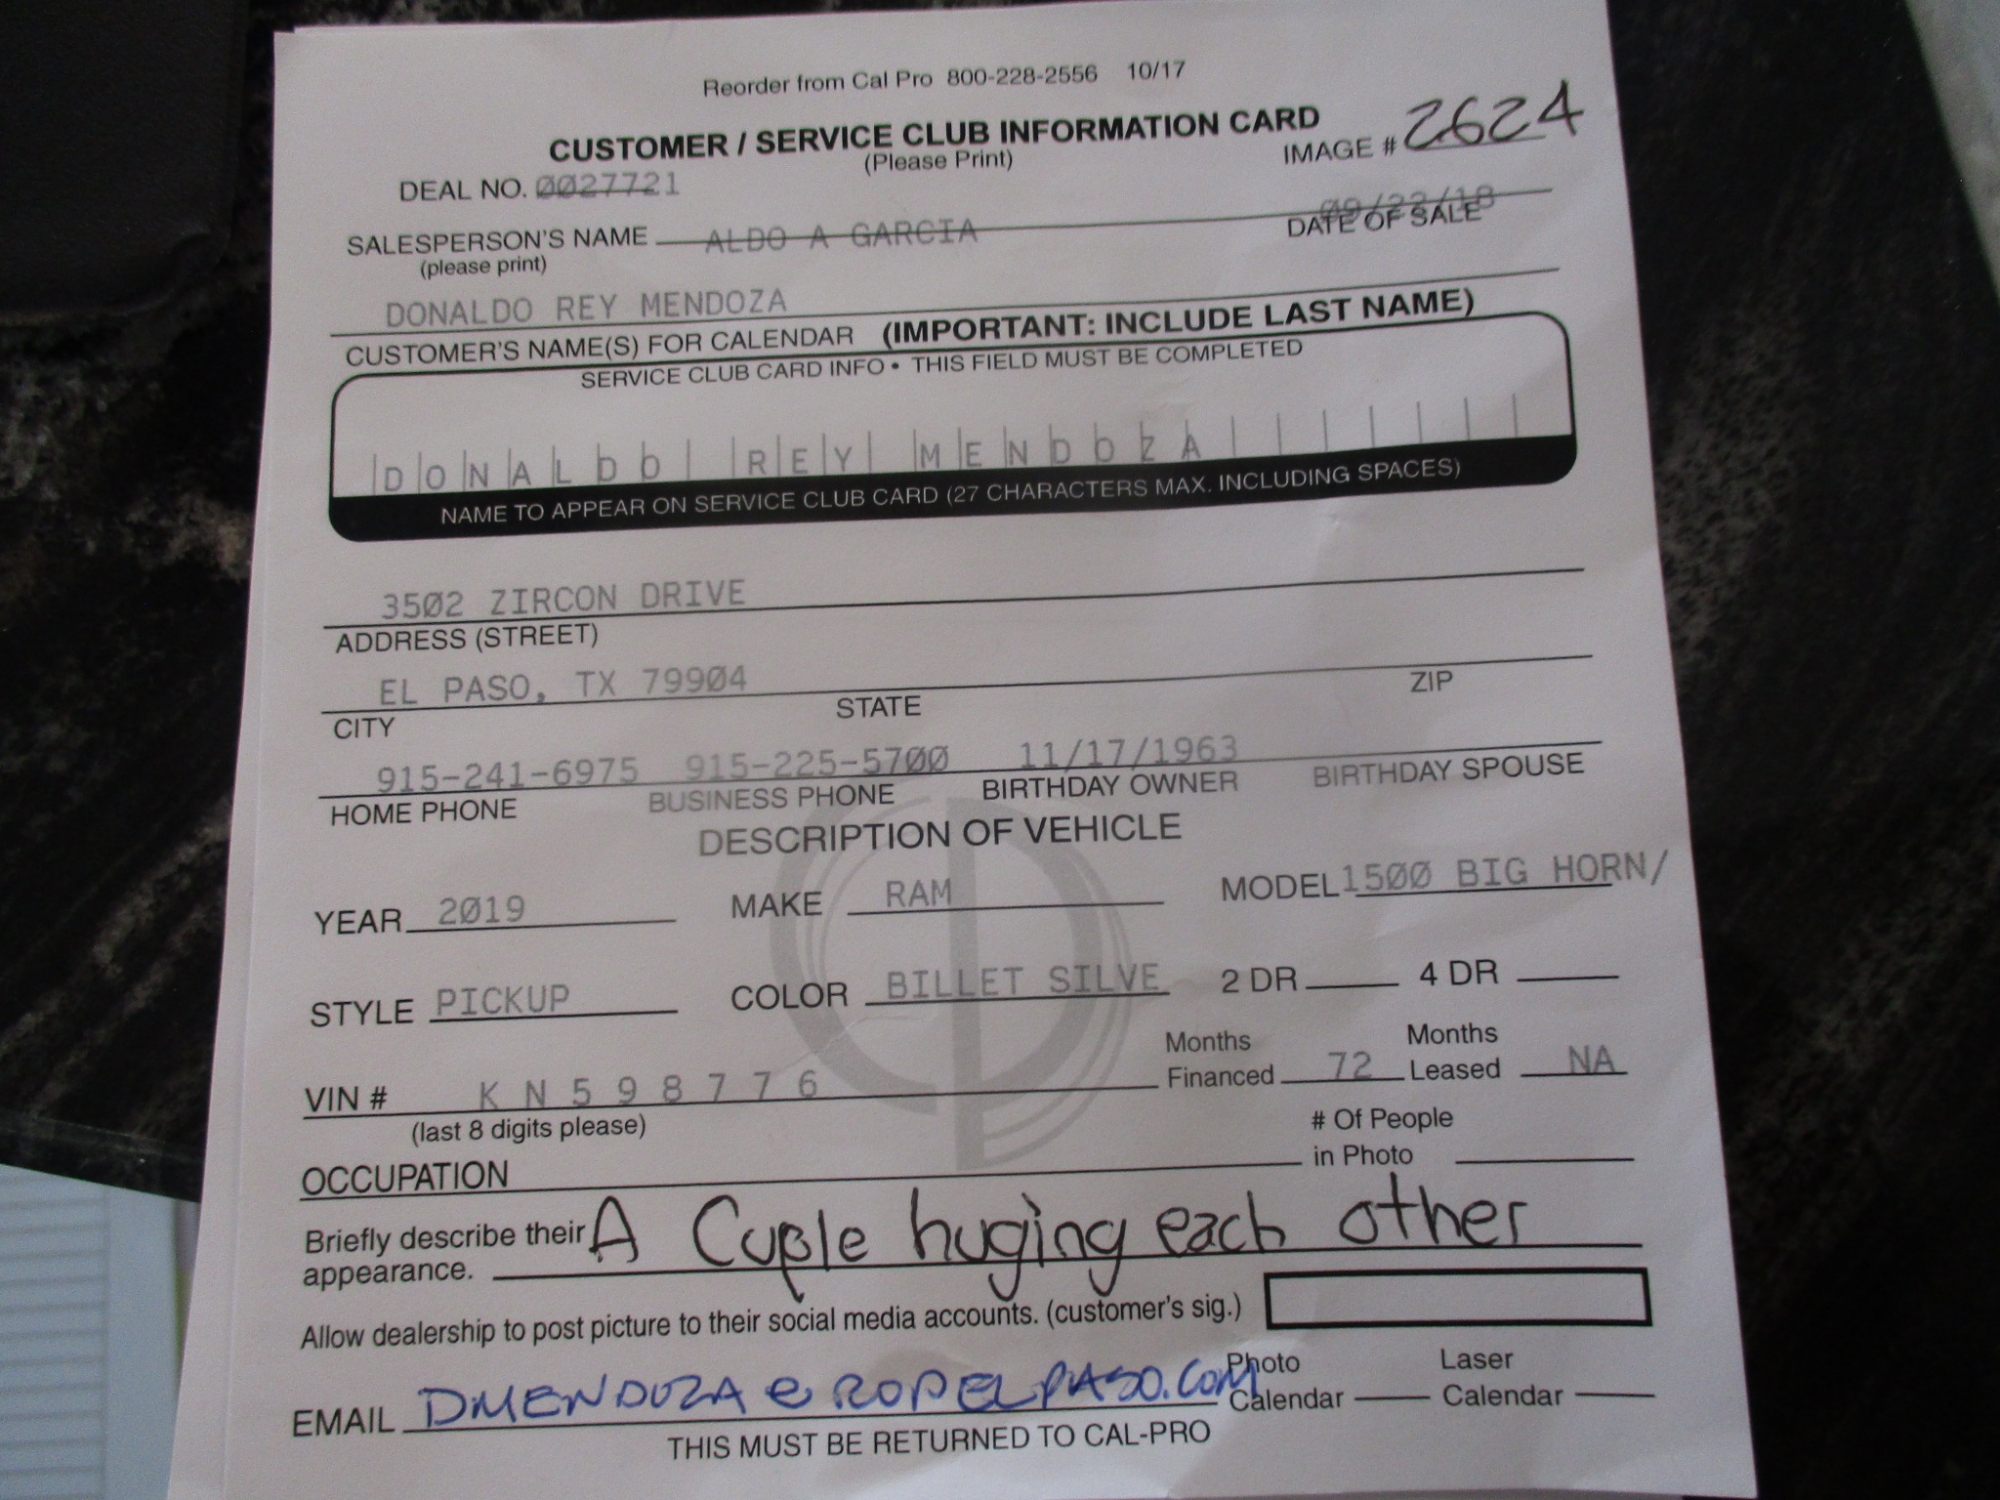 Reorder from Cal Pro 800-228-2556 10/17
CUSTOMER / SERVICE CLUB INFORMATION CARD
(Please Print)
IMAGE # 2624
DEAL NO. 0027721
09/22/18
SALESPERSON'S NAME ALDO A GARCIA DATE OF SALE
(please print)
DONALDO REY MENDOZA
CUSTOMER'S NAME(S) FOR CALENDAR (IMPORTANT: INCLUDE LAST NAME)
SERVICE CLUB CARD INFO • THIS FIELD MUST BE COMPLETED
DONALDO REY MENDOZA
NAME TO APPEAR ON SERVICE CLUB CARD (27 CHARACTERS MAX. INCLUDING SPACES)
3502 ZIRCON DRIVE
ADDRESS (STREET)
EL PASO, TX 79904
CITY STATE ZIP
915-241-6975 915-225-5700 11/17/1963
HOME PHONE BUSINESS PHONE BIRTHDAY OWNER BIRTHDAY SPOUSE
DESCRIPTION OF VEHICLE
YEAR 2019 MAKE RAM MODEL 1500 BIG HORN/
STYLE PICKUP COLOR BILLET SILVE 2 DR 4 DR
VIN # K N 5 9 8 7 7 6 Months Financed 72 Months Leased NA
(last 8 digits please)
OCCUPATION # Of People in Photo
Briefly describe their appearance. A Cuple huging each other
Allow dealership to post picture to their social media accounts. (customer's sig.)
EMAIL DMENDOZA@RODELPASO.COM Photo Calendar Laser Calendar
THIS MUST BE RETURNED TO CAL-PRO